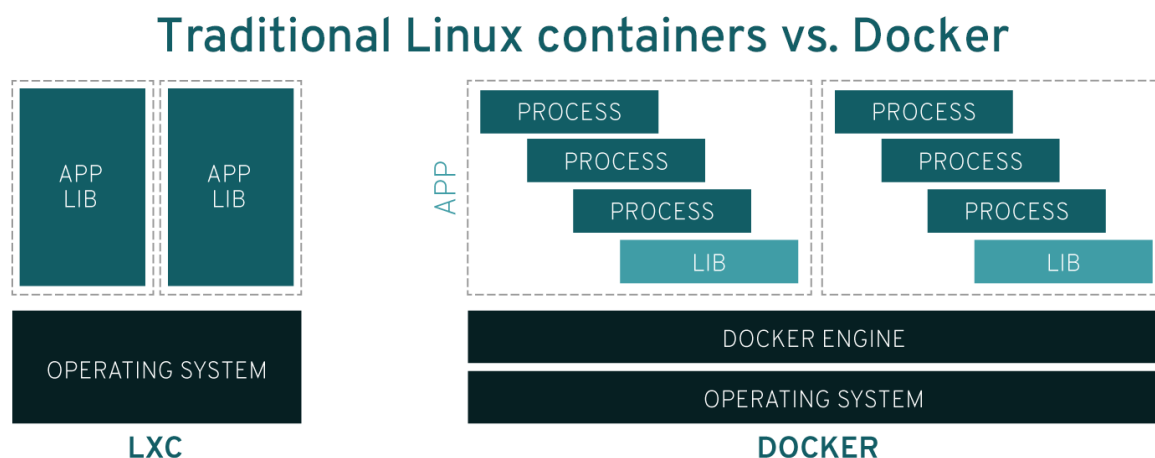 Traditional Linux containers vs. Docker
APP
LIB
APP
LIB
OPERATING SYSTEM
LXC
APP
PROCESS
PROCESS
PROCESS
LIB
PROCESS
PROCESS
PROCESS
LIB
DOCKER ENGINE
OPERATING SYSTEM
DOCKER